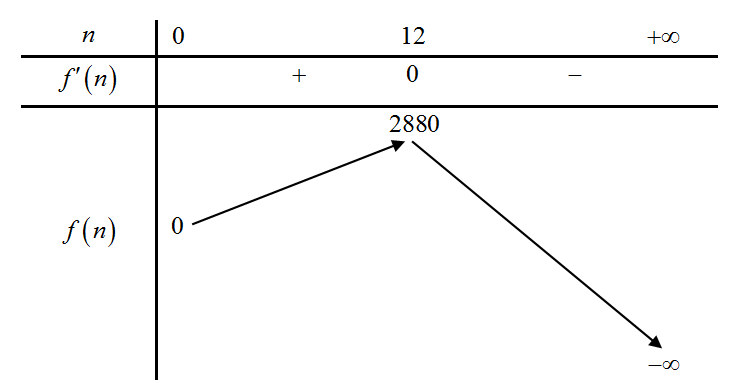 n 0 12 +∞
f′(n) + 0 −
2880
f(n) 0
−∞